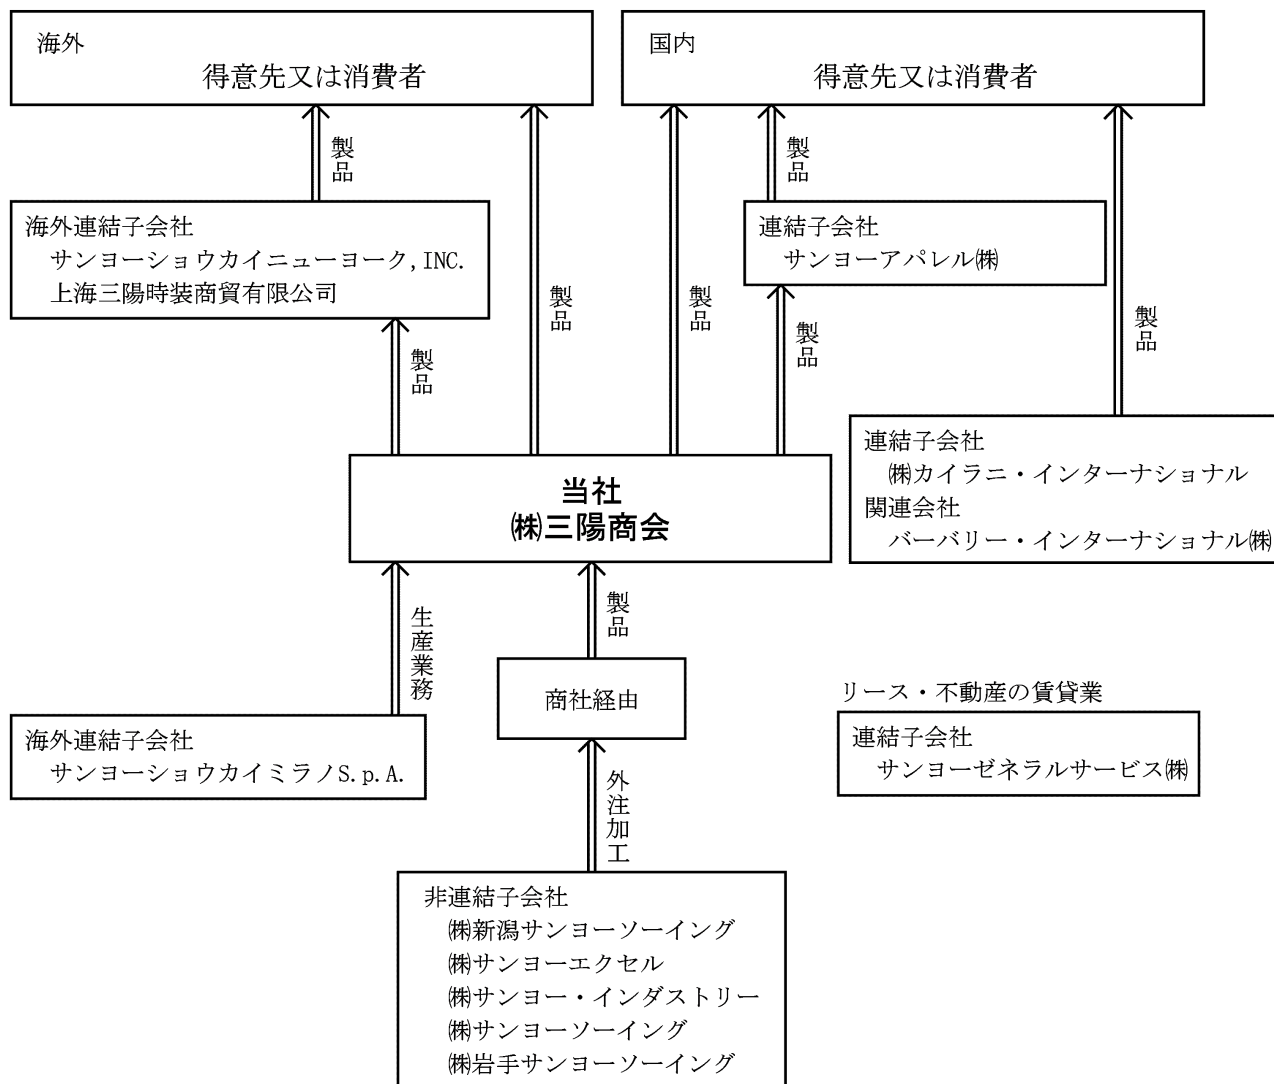 海外
得意先又は消費者
国内
得意先又は消費者
製品
製品
海外連結子会社
サンヨーショウカイニューヨーク,INC.
上海三陽時装商貿有限公司
連結子会社
サンヨーアパレル㈱
製品
製品
製品
製品
製品
連結子会社
㈱カイラニ・インターナショナル
関連会社
バーバリー・インターナショナル㈱
当社
㈱三陽商会
生産業務
製品
商社経由
リース・不動産の賃貸業
連結子会社
サンヨーゼネラルサービス㈱
海外連結子会社
サンヨーショウカイミラノS.p.A.
外注加工
非連結子会社
㈱新潟サンヨーソーイング
㈱サンヨーエクセル
㈱サンヨー・インダストリー
㈱サンヨーソーイング
㈱岩手サンヨーソーイング